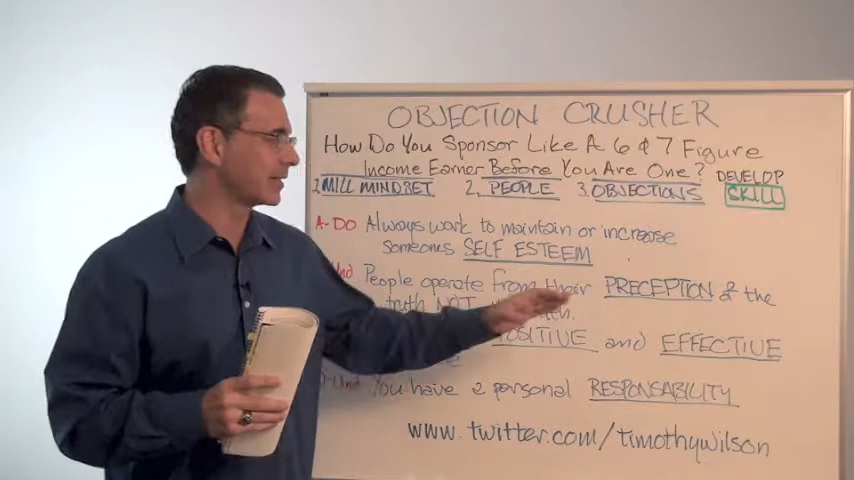 OBJECTION CRUSHER
How Do You Sponsor Like A 6 & 7 Figure
Income Earner Before You Are One?
1. MILL MINDSET 2. PEOPLE 3. OBJECTIONS DEVELOP SKILL
A-DO Always work to maintain or increase
Someones SELF ESTEEM
People operate from their PRECEPTION of the
truth NOT
POSITIVE and EFFECTIVE
You have a personal RESPONSABILITY
www.twitter.com/timothywilson